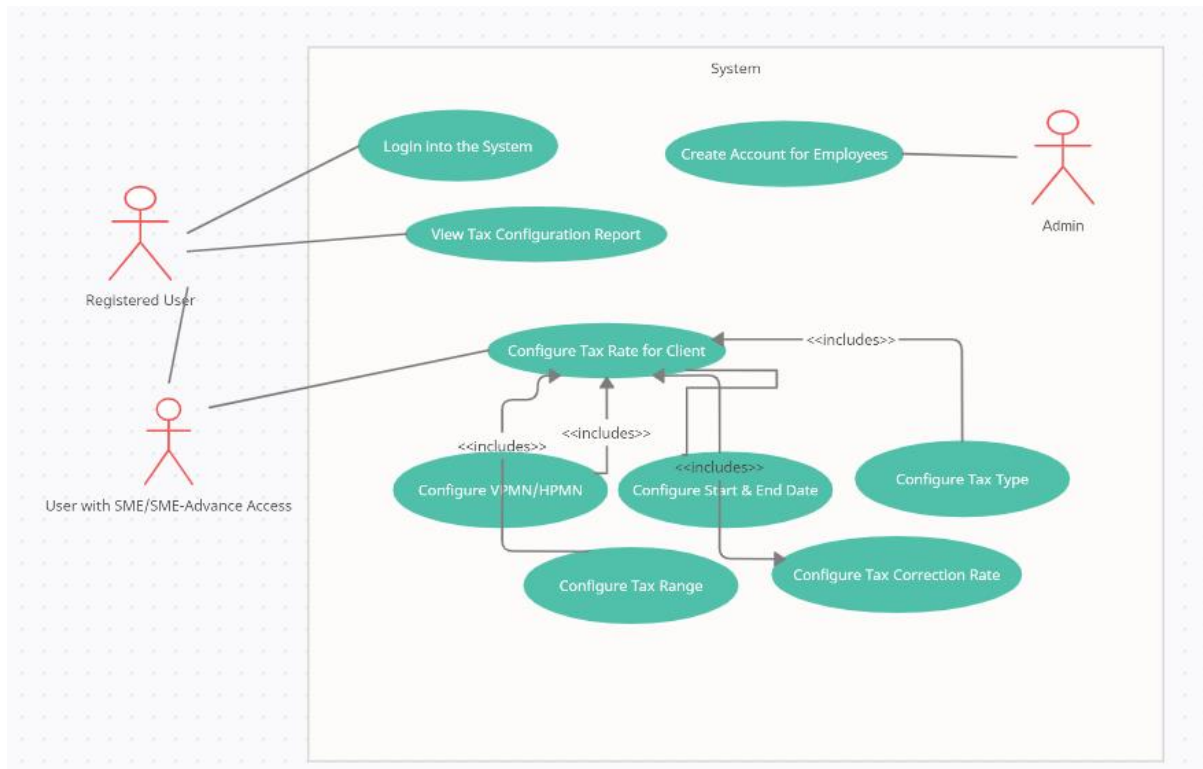 System
Login into the System
Create Account for Employees
Admin
View Tax Configuration Report
Registered User
Configure Tax Rate for Client
<<includes>>
<<includes>>
<<includes>>
<<includes>>
Configure VPMN/HPMN
Configure Start & End Date
Configure Tax Type
User with SME/SME-Advance Access
Configure Tax Range
Configure Tax Correction Rate